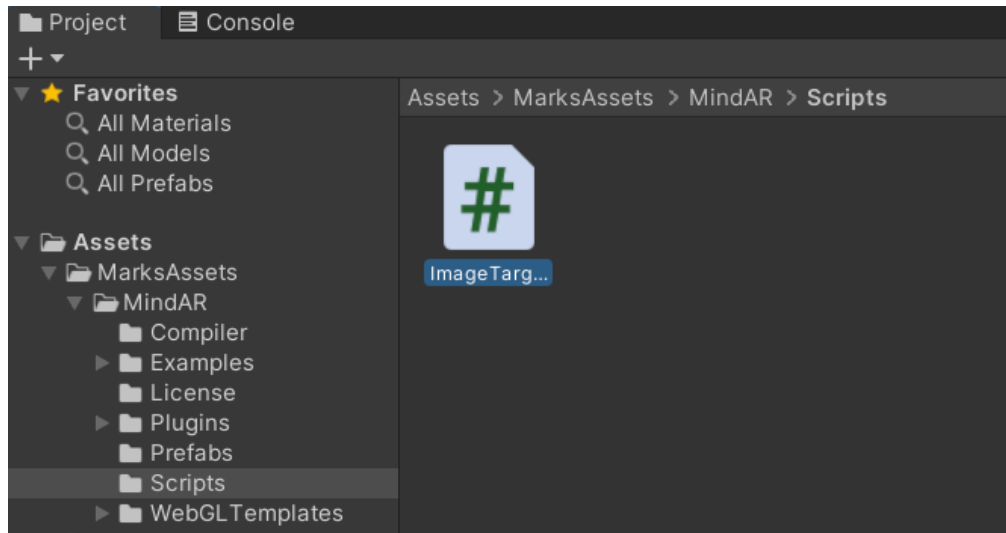 Project Console
Favorites
All Materials
All Models
All Prefabs
Assets
MarksAssets
MindAR
Compiler
Examples
License
Plugins
Prefabs
Scripts
WebGLTemplates
Assets > MarksAssets > MindAR > Scripts
#
ImageTarg...